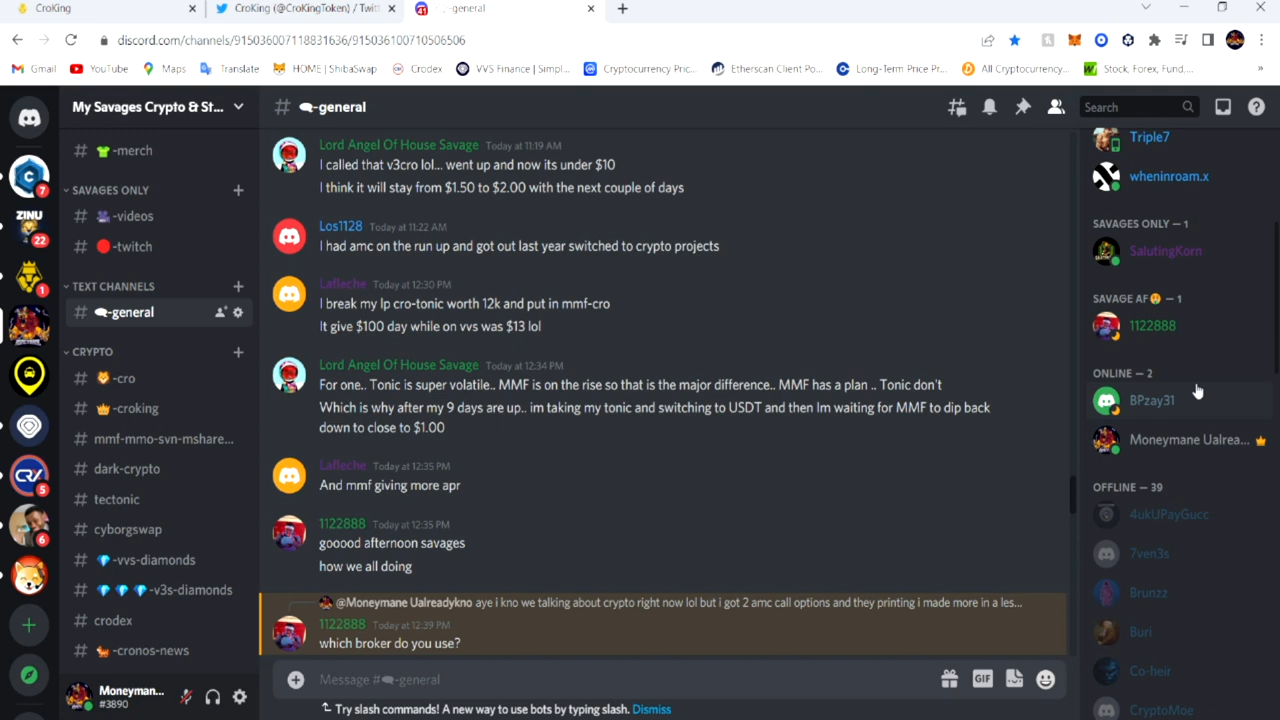 CroKing
CroKing (@CroKingToken) / Twitt
-general
discord.com/channels/915036007118831636/915036100710506506
Gmail
YouTube
Maps
Translate
HOME | ShibaSwap
Crodex
VVS Finance | Simpl...
Cryptocurrency Pric...
Etherscan Client Po...
Long-Term Price Pr...
All Cryptocurrency...
Stock, Forex, Fund,...
»
My Savages Crypto & St...
-general
Search
-merch
SAVAGES ONLY
-videos
-twitch
TEXT CHANNELS
-general
CRYPTO
-cro
-croking
mmf-mmo-svn-mshare...
dark-crypto
tectonic
cyborgswap
-vvs-diamonds
-v3s-diamonds
crodex
-cronos-news
Moneyman...
#3890
7
ZINU
22
1
CRX
5
6
41
Lord Angel Of House Savage Today at 11:19 AM
I called that v3cro lol... went up and now its under $10
I think it will stay from $1.50 to $2.00 with the next couple of days
Los1128 Today at 11:22 AM
I had amc on the run up and got out last year switched to crypto projects
Lafleche Today at 12:30 PM
I break my lp cro-tonic worth 12k and put in mmf-cro
It give $100 day while on vvs was $13 lol
Lord Angel Of House Savage Today at 12:34 PM
For one.. Tonic is super volatile.. MMF is on the rise so that is the major difference.. MMF has a plan .. Tonic don't
Which is why after my 9 days are up.. im taking my tonic and switching to USDT and then Im waiting for MMF to dip back
down to close to $1.00
Lafleche Today at 12:35 PM
And mmf giving more apr
1122888 Today at 12:35 PM
gooood afternoon savages
how we all doing
@Moneymane Ualreadykno aye i kno we talking about crypto right now lol but i got 2 amc call options and they printing i made more in a les...
1122888 Today at 12:39 PM
which broker do you use?
Message #-general
GIF
Try slash commands! A new way to use bots by typing slash. Dismiss
Triple7
wheninroam.x
SAVAGES ONLY — 1
SalutingKorn
SAVAGE AF — 1
1122888
ONLINE — 2
BPzay31
Moneymane Ualrea...
OFFLINE — 39
4ukUPayGucc
7ven3s
Brunzz
Buri
Co-heir
CryptoMoe